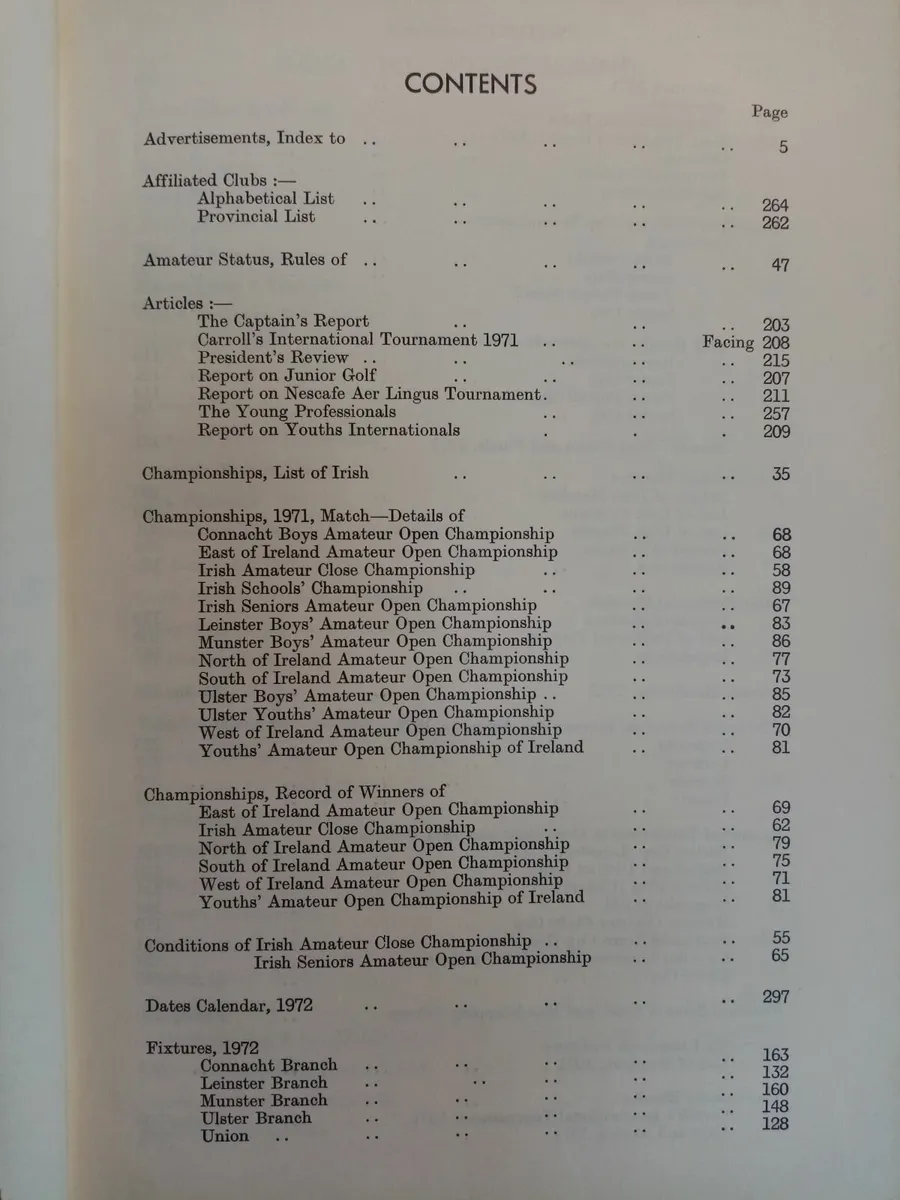 CONTENTS
Page
Advertisements, Index to .. .. .. .. .. 5
Affiliated Clubs :—
Alphabetical List .. .. .. .. .. 264
Provincial List .. .. .. .. .. 262
Amateur Status, Rules of .. .. .. .. .. 47
Articles :—
The Captain's Report .. .. .. 203
Carroll's International Tournament 1971 .. .. Facing 208
President's Review .. .. .. .. .. 215
Report on Junior Golf .. .. .. .. 207
Report on Nescafe Aer Lingus Tournament. .. .. 211
The Young Professionals .. .. .. 257
Report on Youths Internationals . . . 209
Championships, List of Irish .. .. .. .. 35
Championships, 1971, Match—Details of
Connacht Boys Amateur Open Championship .. .. 68
East of Ireland Amateur Open Championship .. .. 68
Irish Amateur Close Championship .. .. .. 58
Irish Schools' Championship .. .. .. .. 89
Irish Seniors Amateur Open Championship .. .. 67
Leinster Boys' Amateur Open Championship .. .. 83
Munster Boys' Amateur Open Championship .. .. 86
North of Ireland Amateur Open Championship .. .. 77
South of Ireland Amateur Open Championship .. .. 73
Ulster Boys' Amateur Open Championship .. .. .. 85
Ulster Youths' Amateur Open Championship .. .. 82
West of Ireland Amateur Open Championship .. .. 70
Youths' Amateur Open Championship of Ireland .. .. 81
Championships, Record of Winners of
East of Ireland Amateur Open Championship .. .. 69
Irish Amateur Close Championship .. .. .. 62
North of Ireland Amateur Open Championship .. .. 79
South of Ireland Amateur Open Championship .. .. 75
West of Ireland Amateur Open Championship .. .. 71
Youths' Amateur Open Championship of Ireland .. .. 81
Conditions of Irish Amateur Close Championship .. .. .. 55
Irish Seniors Amateur Open Championship .. .. 65
Dates Calendar, 1972 .. .. .. .. .. 297
Fixtures, 1972
Connacht Branch .. .. .. .. .. 163
Leinster Branch .. .. .. .. .. 132
Munster Branch .. .. .. .. .. 160
Ulster Branch .. .. .. .. .. 148
Union .. .. .. .. .. .. 128